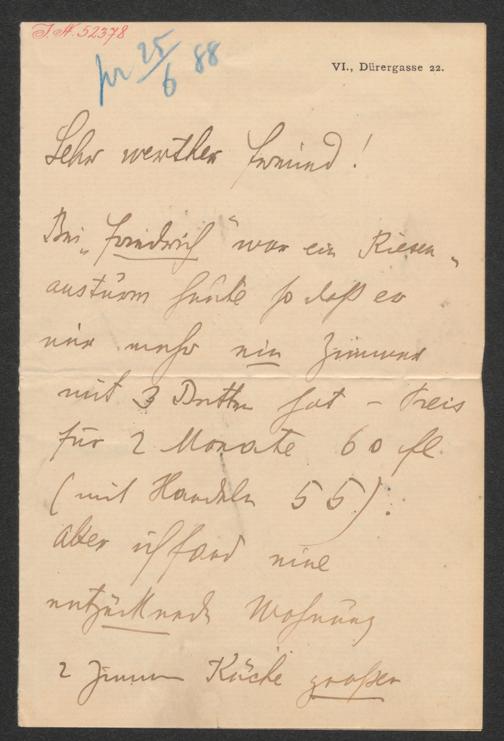 J.N. 52378
pr 25/6 88
VI., Dürergasse 22.
Sehr werther Freund!
Bei „Friedrich“ war ein Riesen-
ansturm heute so daß er
nur mehr ein Zimmer
mit 3 Betten hat – Preis
für 2 Monate 60 fl.
(mit Handeln 55).
Aber ich fand eine
entzückende Wohnung
2 Zimmer Küche großer